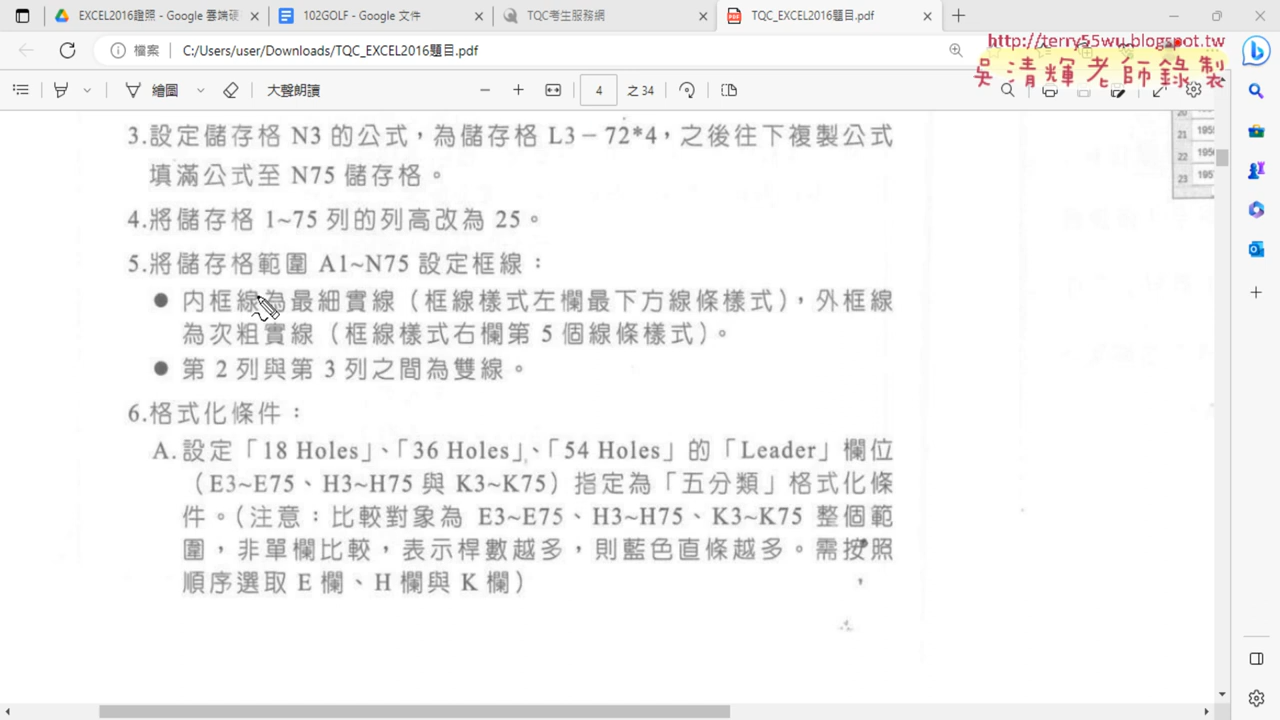 EXCEL2016證照 - Google 雲端硬
102GOLF - Google 文件
TQC考生服務網
TQC_EXCEL2016題目.pdf
檔案
C:/Users/user/Downloads/TQC_EXCEL2016題目.pdf
http://terry55wu.blogspot.tw
吳清輝老師錄製
繪圖
大聲朗讀
4
之 34
3.設定儲存格 N3 的公式，為儲存格 L3－72*4，之後往下複製公式
填滿公式至 N75 儲存格。
4.將儲存格 1~75 列的列高改為 25。
5.將儲存格範圍 A1~N75 設定框線：
● 內框線為最細實線（框線樣式左欄最下方線條樣式），外框線
為次粗實線（框線樣式右欄第 5 個線條樣式）。
● 第 2 列與第 3 列之間為雙線。
6.格式化條件：
A. 設定「18 Holes」、「36 Holes」、「54 Holes」的「Leader」欄位
（E3~E75、H3~H75 與 K3~K75）指定為「五分類」格式化條
件。（注意：比較對象為 E3~E75、H3~H75、K3~K75 整個範
圍，非單欄比較，表示桿數越多，則藍色直條越多。需按照
順序選取 E 欄、H 欄與 K 欄）
21
22
23